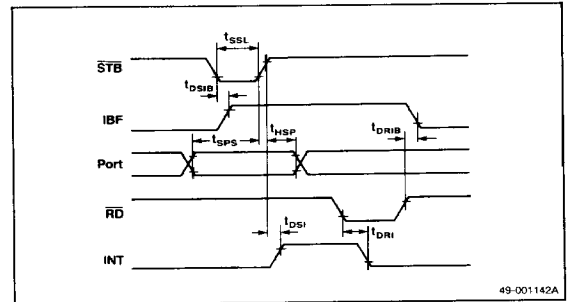 tSSL
STB
tDSIB
IBF
tSPS
tHSP
tDRIB
Port
RD
tDSI
tDRI
INT
49-001142A